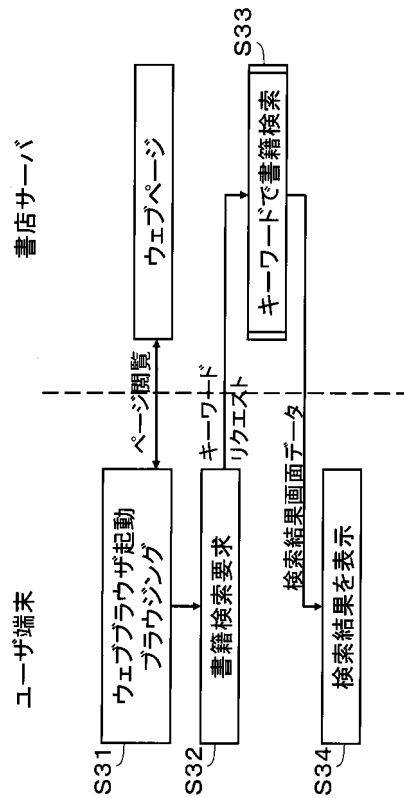 ユーザ端末
書店サーバ
S31
ウェブブラウザ起動
ブラウジング
ページ閲覧
ウェブページ
S32
書籍検索要求
キーワード
リクエスト
S33
キーワードで書籍検索
検索結果画面データ
S34
検索結果を表示